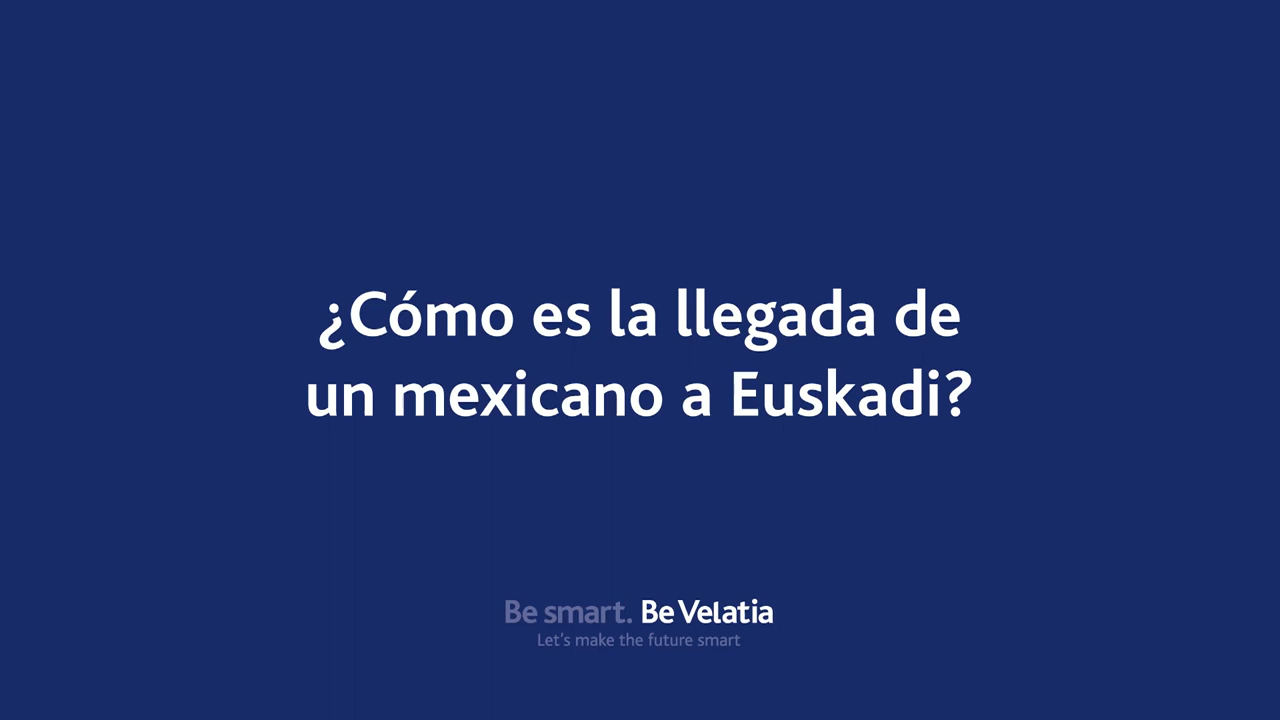 ¿Cómo es la llegada de
un mexicano a Euskadi?
Be smart. Be Velatia
Let's make the future smart